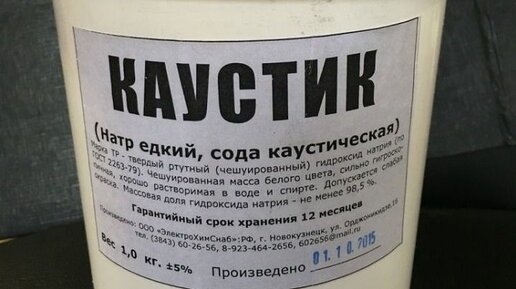 КАУСТИК
(натр едкий, сода каустическая)
Марка ТР - твердый ртутный (чешуированный) гидроксид натрия (по
ГОСТ 2263-79). Чешуированная масса белого цвета, сильно гигроско-
пичная, хорошо растворимая в воде и спирте. Допускается слабая
окраска. Массовая доля гидроксида натрия - не менее 98,5 %.
Гарантийный срок хранения 12 месяцев
Произведено: ООО «ЭлектроХимСнаб»:РФ, г. Новокузнецк, ул. Орджоникидзе.16
тел. (3843) 60-26-56, 8-923-464-2656, 602656@mail.ru
Вес 1,0 кг. ±5% Произведено 01.10.2015